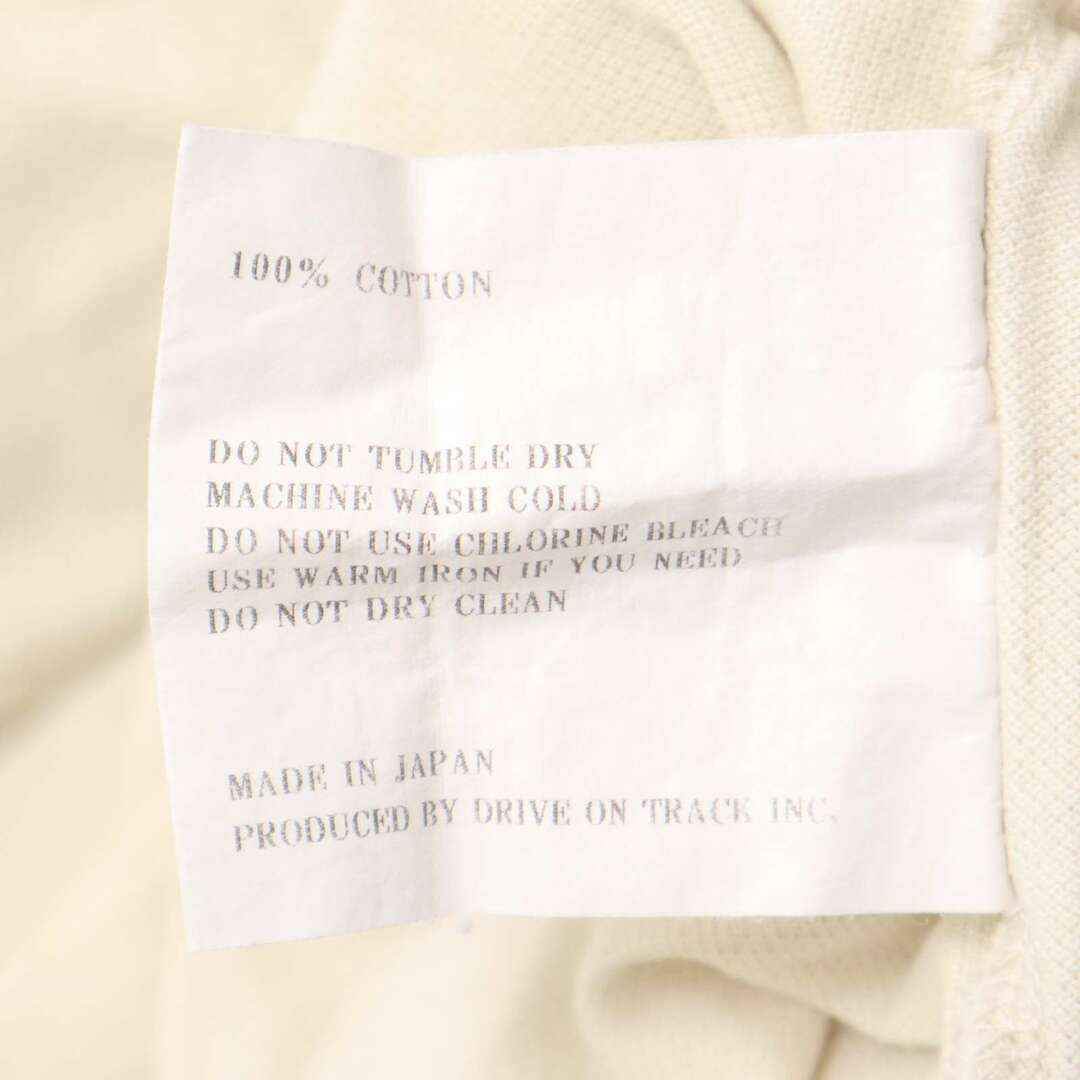 100% COTTON
DO NOT TUMBLE DRY
MACHINE WASH COLD
DO NOT USE CHLORINE BLEACH
USE WARM IRON IF YOU NEED
DO NOT DRY CLEAN
MADE IN JAPAN
PRODUCED BY DRIVE ON TRACK INC.